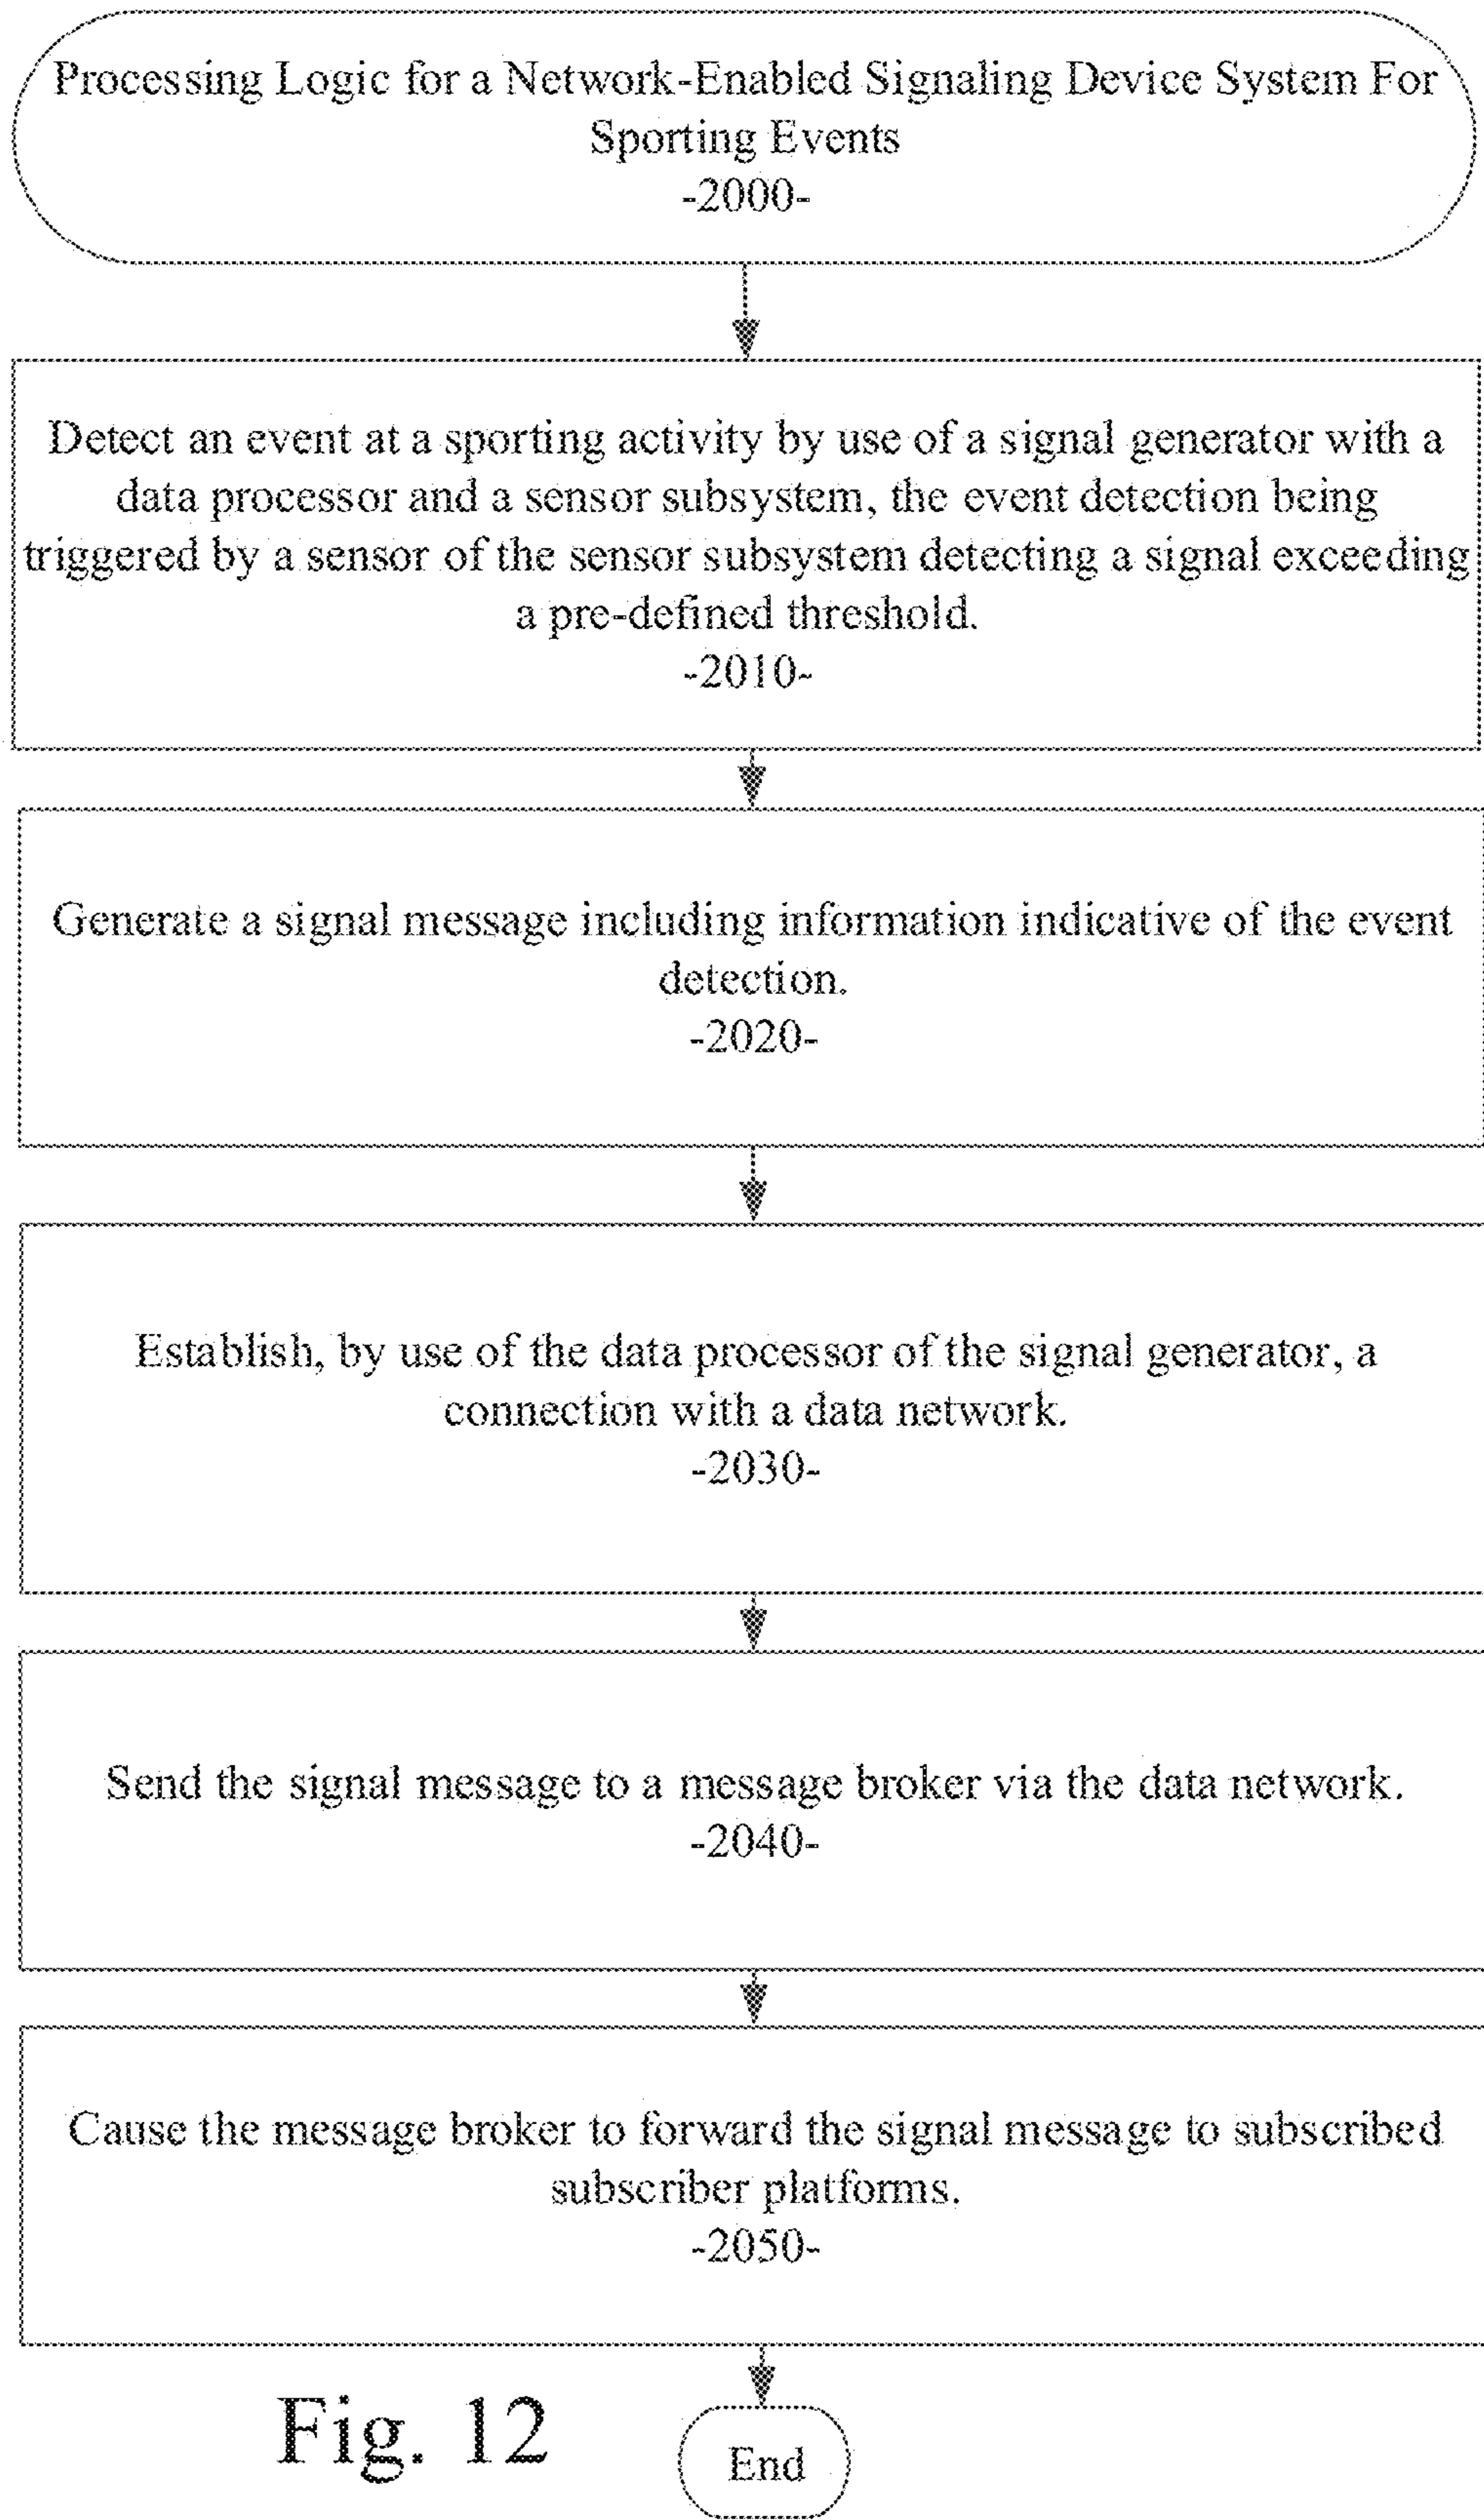 Processing Logic for a Network-Enabled Signaling Device System For
Sporting Events
-2000-
Detect an event at a sporting activity by use of a signal generator with a
data processor and a sensor subsystem, the event detection being
triggered by a sensor of the sensor subsystem detecting a signal exceeding
a pre-defined threshold.
-2010-
Generate a signal message including information indicative of the event
detection.
-2020-
Establish, by use of the data processor of the signal generator, a
connection with a data network.
-2030-
Send the signal message to a message broker via the data network.
-2040-
Cause the message broker to forward the signal message to subscribed
subscriber platforms.
-2050-
Fig. 12
End